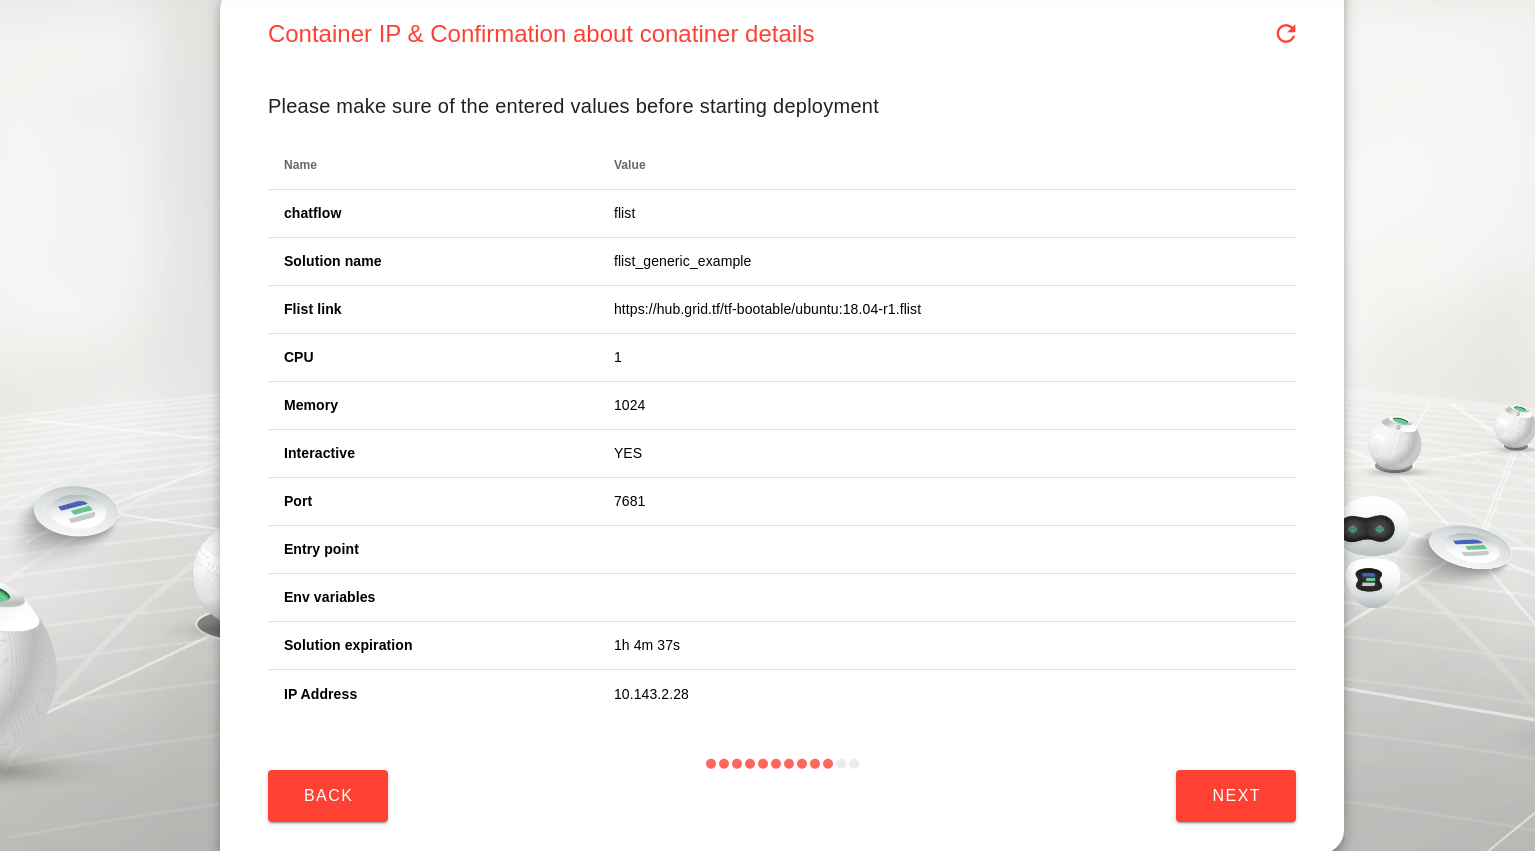 Container IP & Confirmation about conatiner details
Please make sure of the entered values before starting deployment
Name Value
chatflow flist
Solution name flist_generic_example
Flist link https://hub.grid.tf/tf-bootable/ubuntu:18.04-r1.flist
CPU 1
Memory 1024
Interactive YES
Port 7681
Entry point
Env variables
Solution expiration 1h 4m 37s
IP Address 10.143.2.28
BACK NEXT